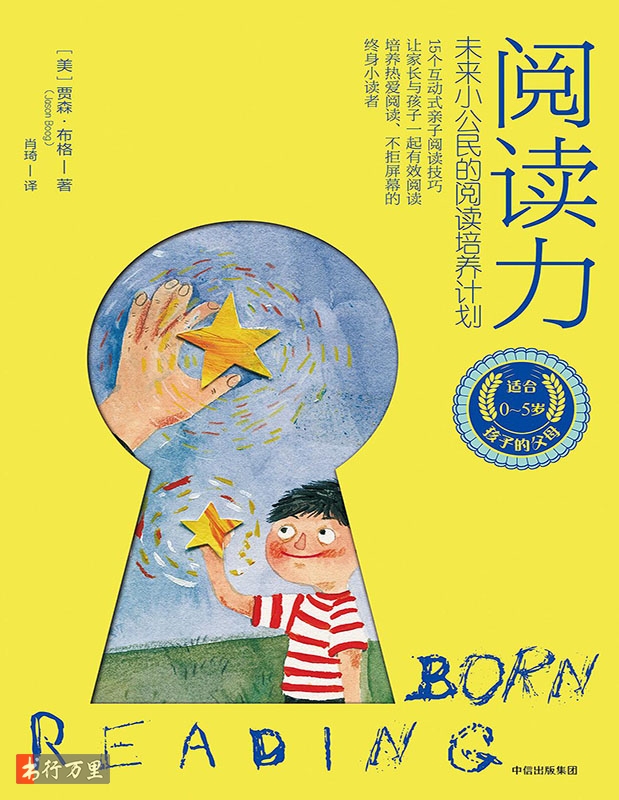 阅读力
未来小公民的阅读培养计划
15个互动式亲子阅读技巧
让家长与孩子一起有效阅读
培养热爱阅读、不拒屏幕的
终身小读者
[美]贾森·布格—著
(Jason Boog)
肖琦—译
适合
0～5岁
孩子的父母
BORN
READING
书行万里
中信出版集团